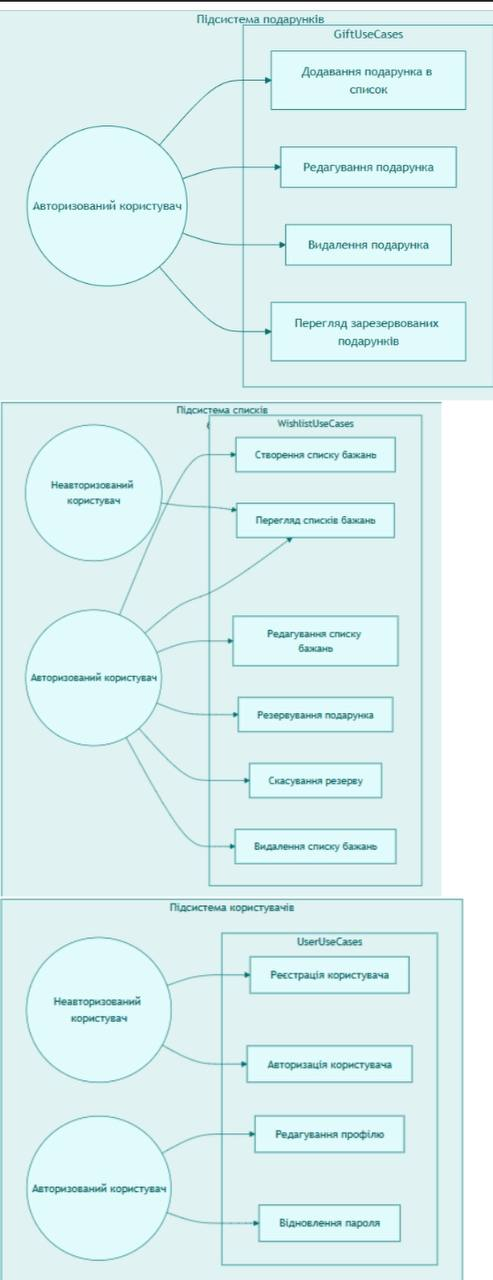 Підсистема подарунків
GiftUseCases
Додавання подарунка в
список
Авторизований користувач
Редагування подарунка
Видалення подарунка
Перегляд зарезервованих
подарунків
Підсистема списків
WishlistUseCases
Неавторизований
користувач
Створення списку бажань
Перегляд списків бажань
Авторизований користувач
Редагування списку
бажань
Резервування подарунка
Скасування резерву
Видалення списку бажань
Підсистема користувачів
UserUseCases
Неавторизований
користувач
Реєстрація користувача
Авторизація користувача
Авторизований користувач
Редагування профілю
Відновлення пароля